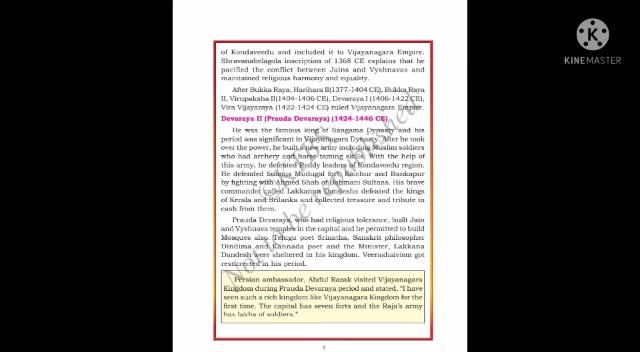 of Kondaveedu and included it to Vijayanagara Empire.
Shravanabelagola inscription of 1368 CE explains that he
pacified the conflict between Jains and Vyshnavas and
maintained religious harmony and equality.
After Bukka Raya, Harihara II(1377-1404 CE), Bukka Raya
II, Virupaksha II(1404-1406 CE), Devaraya I(1406-1422 CE),
Vira Vijayaraya (1422-1424 CE) ruled Vijayanagara Empire.
Devaraya II (Prauda Devaraya) (1424-1446 CE)
He was the famous king of Sangama Dynasty and his
period was significant in Vijayanagara Dynasty. After he took
over the power, he built a new army including Muslim soldiers
who had archery and horse taming skill. With the help of
this army, he defeated Reddy leaders of Kondaveedu region.
He defended famous Mudugul fort, Raichur and Bankapur
by fighting with Ahmed Shah of Bahmani Sultans. His brave
commander called Lakkanna Dandesha defeated the kings
of Kerala and Srilanka and collected treasure and tribute in
cash from them.
Prauda Devaraya, who had religious tolerance, built Jain
and Vyshnava temples in the capital and he permitted to build
Mosques also. Telugu poet Srinatha, Sanskrit philosopher
Dindima and Kannada poet and the Minister, Lakkana
Dandesh were sheltered in his kingdom. Veerashaivism got
resurrected in his period.
Persian ambassador, Abdul Razak visited Vijayanagara
Kingdom during Prauda Devaraya period and stated, "I have
seen such a rich kingdom like Vijayanagara Kingdom for the
first time. The capital has seven forts and the Raja's army
has lakhs of soldiers."
3
KINEMASTER